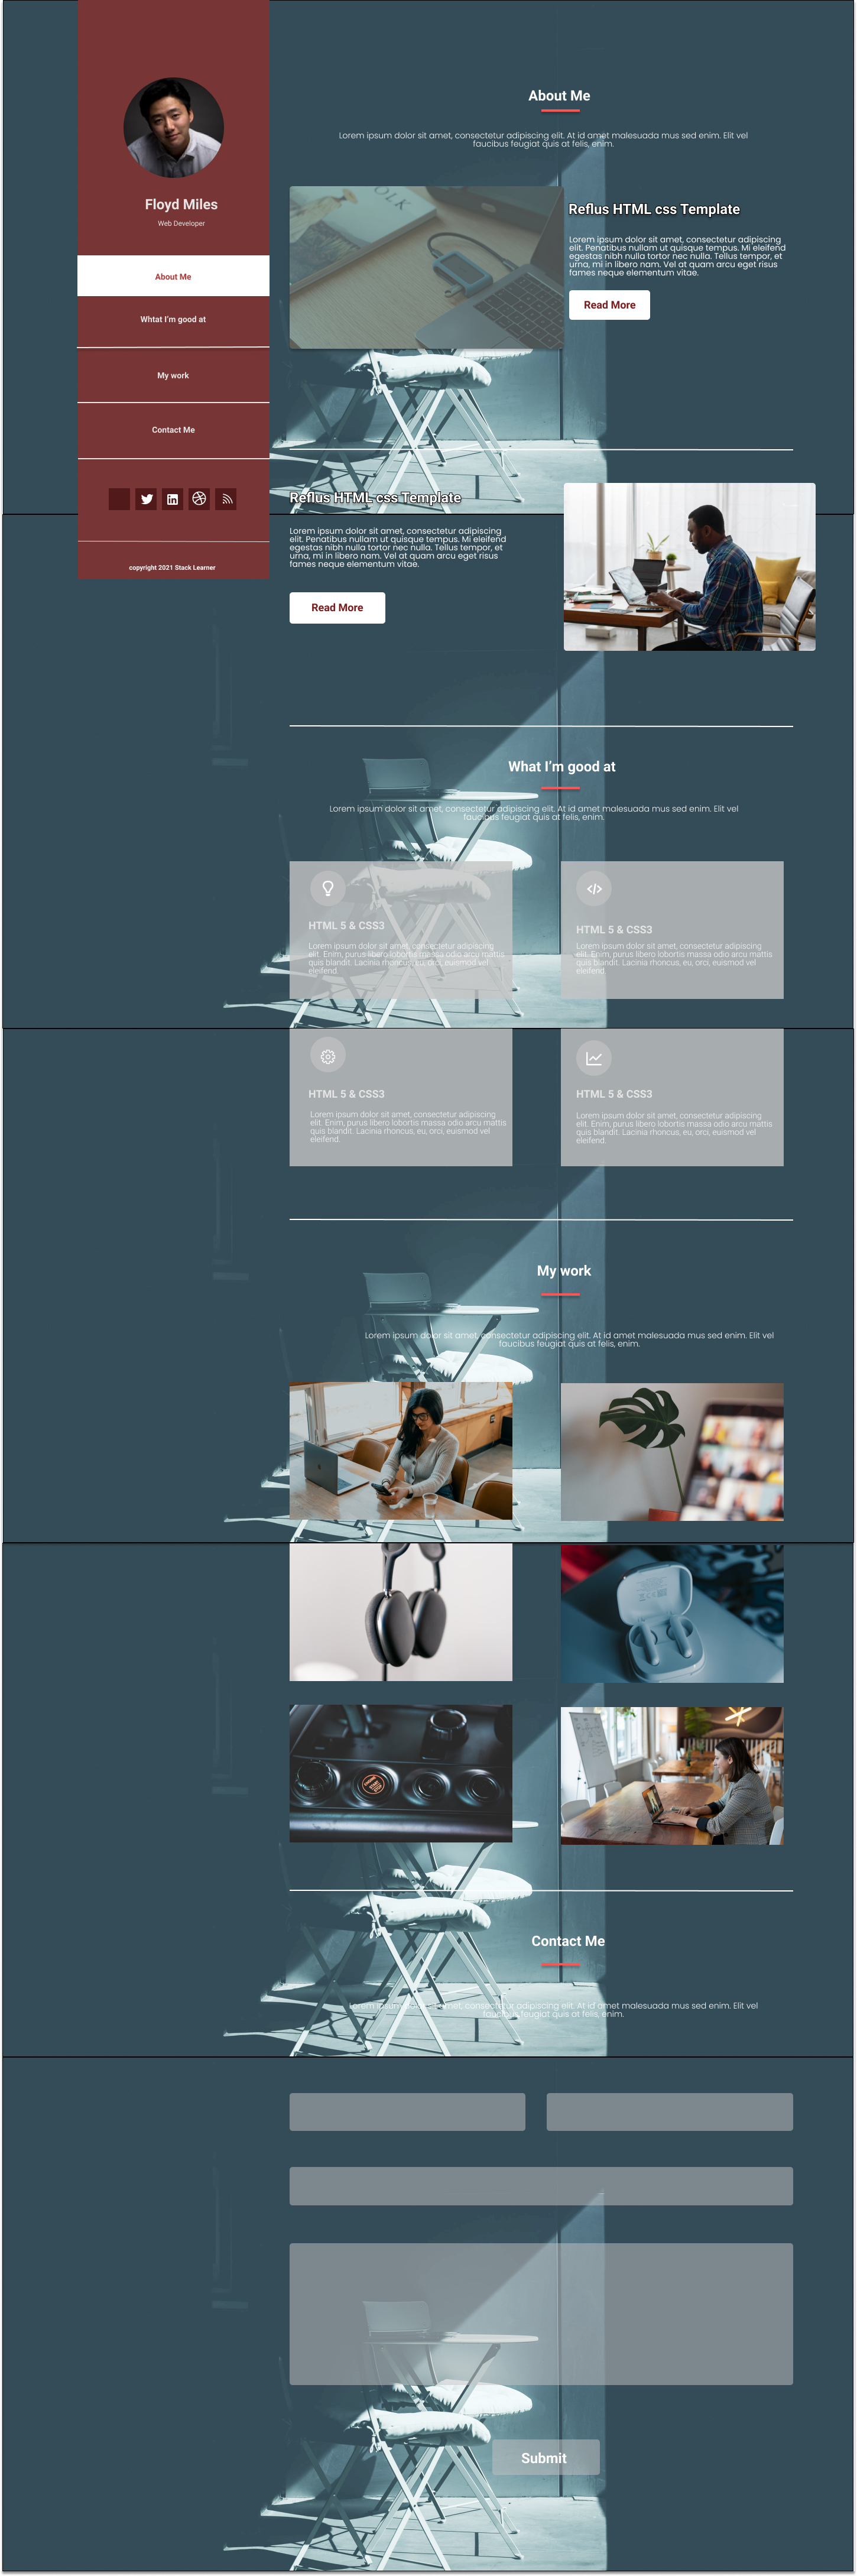 Floyd Miles
Web Developer
About Me
Whtat I'm good at
My work
Contact Me
copyright 2021 Stack Learner
About Me
Lorem ipsum dolor sit amet, consectetur adipiscing elit. At id amet malesuada mus sed enim. Elit vel
faucibus feugiat quis at felis, enim.
OLK
Reflus HTML css Template
Lorem ipsum dolor sit amet, consectetur adipiscing
elit. Penatibus nullam ut quisque tempus. Mi eleifend
egestas nibh nulla tortor nec nulla. Tellus tempor, et
urna, mi in libero nam. Vel at quam arcu eget risus
fames neque elementum vitae.
Read More
Reflus HTML css Template
Lorem ipsum dolor sit amet, consectetur adipiscing
elit. Penatibus nullam ut quisque tempus. Mi eleifend
egestas nibh nulla tortor nec nulla. Tellus tempor, et
urna, mi in libero nam. Vel at quam arcu eget risus
fames neque elementum vitae.
Read More
What I'm good at
Lorem ipsum dolor sit amet, consectetur adipiscing elit. At id amet malesuada mus sed enim. Elit vel
faucibus feugiat quis at felis, enim.
HTML 5 & CSS3
Lorem ipsum dolor sit amet, consectetur adipiscing
elit. Enim, purus libero lobortis massa odio arcu mattis
quis blandit. Lacinia rhoncus, eu, orci, euismod vel
eleifend.
HTML 5 & CSS3
Lorem ipsum dolor sit amet, consectetur adipiscing
elit. Enim, purus libero lobortis massa odio arcu mattis
quis blandit. Lacinia rhoncus, eu, orci, euismod vel
eleifend.
HTML 5 & CSS3
Lorem ipsum dolor sit amet, consectetur adipiscing
elit. Enim, purus libero lobortis massa odio arcu mattis
quis blandit. Lacinia rhoncus, eu, orci, euismod vel
eleifend.
HTML 5 & CSS3
Lorem ipsum dolor sit amet, consectetur adipiscing
elit. Enim, purus libero lobortis massa odio arcu mattis
quis blandit. Lacinia rhoncus, eu, orci, euismod vel
eleifend.
My work
Lorem ipsum dolor sit amet, consectetur adipiscing elit. At id amet malesuada mus sed enim. Elit vel
faucibus feugiat quis at felis, enim.
Contact Me
Lorem ipsum dolor sit amet, consectetur adipiscing elit. At id amet malesuada mus sed enim. Elit vel
faucibus feugiat quis at felis, enim.
Submit